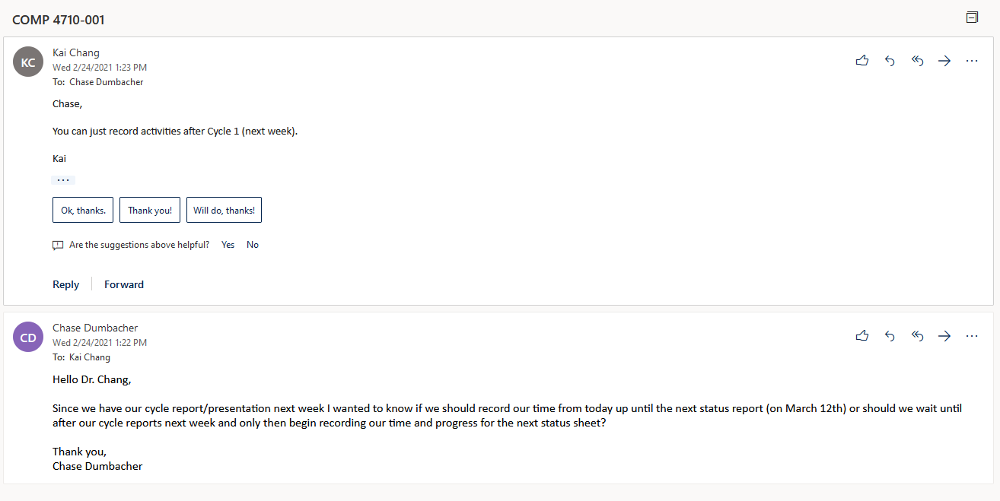 COMP 4710-001
KC
Kai Chang
Wed 2/24/2021 1:23 PM
To: Chase Dumbacher
Chase,
You can just record activities after Cycle 1 (next week).
Kai
...
Ok, thanks.
Thank you!
Will do, thanks!
Are the suggestions above helpful? Yes No
Reply
Forward
CD
Chase Dumbacher
Wed 2/24/2021 1:22 PM
To: Kai Chang
Hello Dr. Chang,
Since we have our cycle report/presentation next week I wanted to know if we should record our time from today up until the next status report (on March 12th) or should we wait until
after our cycle reports next week and only then begin recording our time and progress for the next status sheet?
Thank you,
Chase Dumbacher